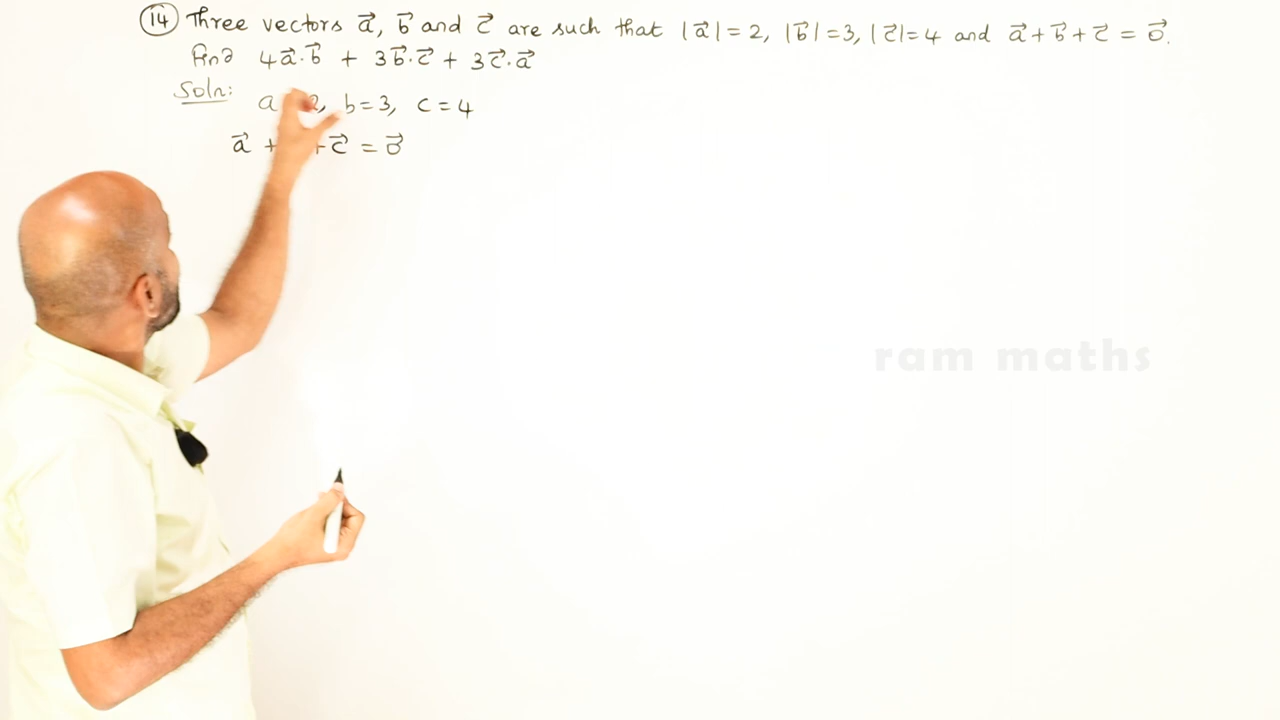 14 Three vectors a⃗, b⃗ and c⃗ are such that |a⃗| = 2, |b⃗| = 3, |c⃗| = 4 and a⃗ + b⃗ + c⃗ = 0⃗.
Find 4a⃗·b⃗ + 3b⃗·c⃗ + 3c⃗·a⃗
Soln:
a 2, b = 3, c = 4
a⃗ + + c⃗ = 0⃗
ram maths